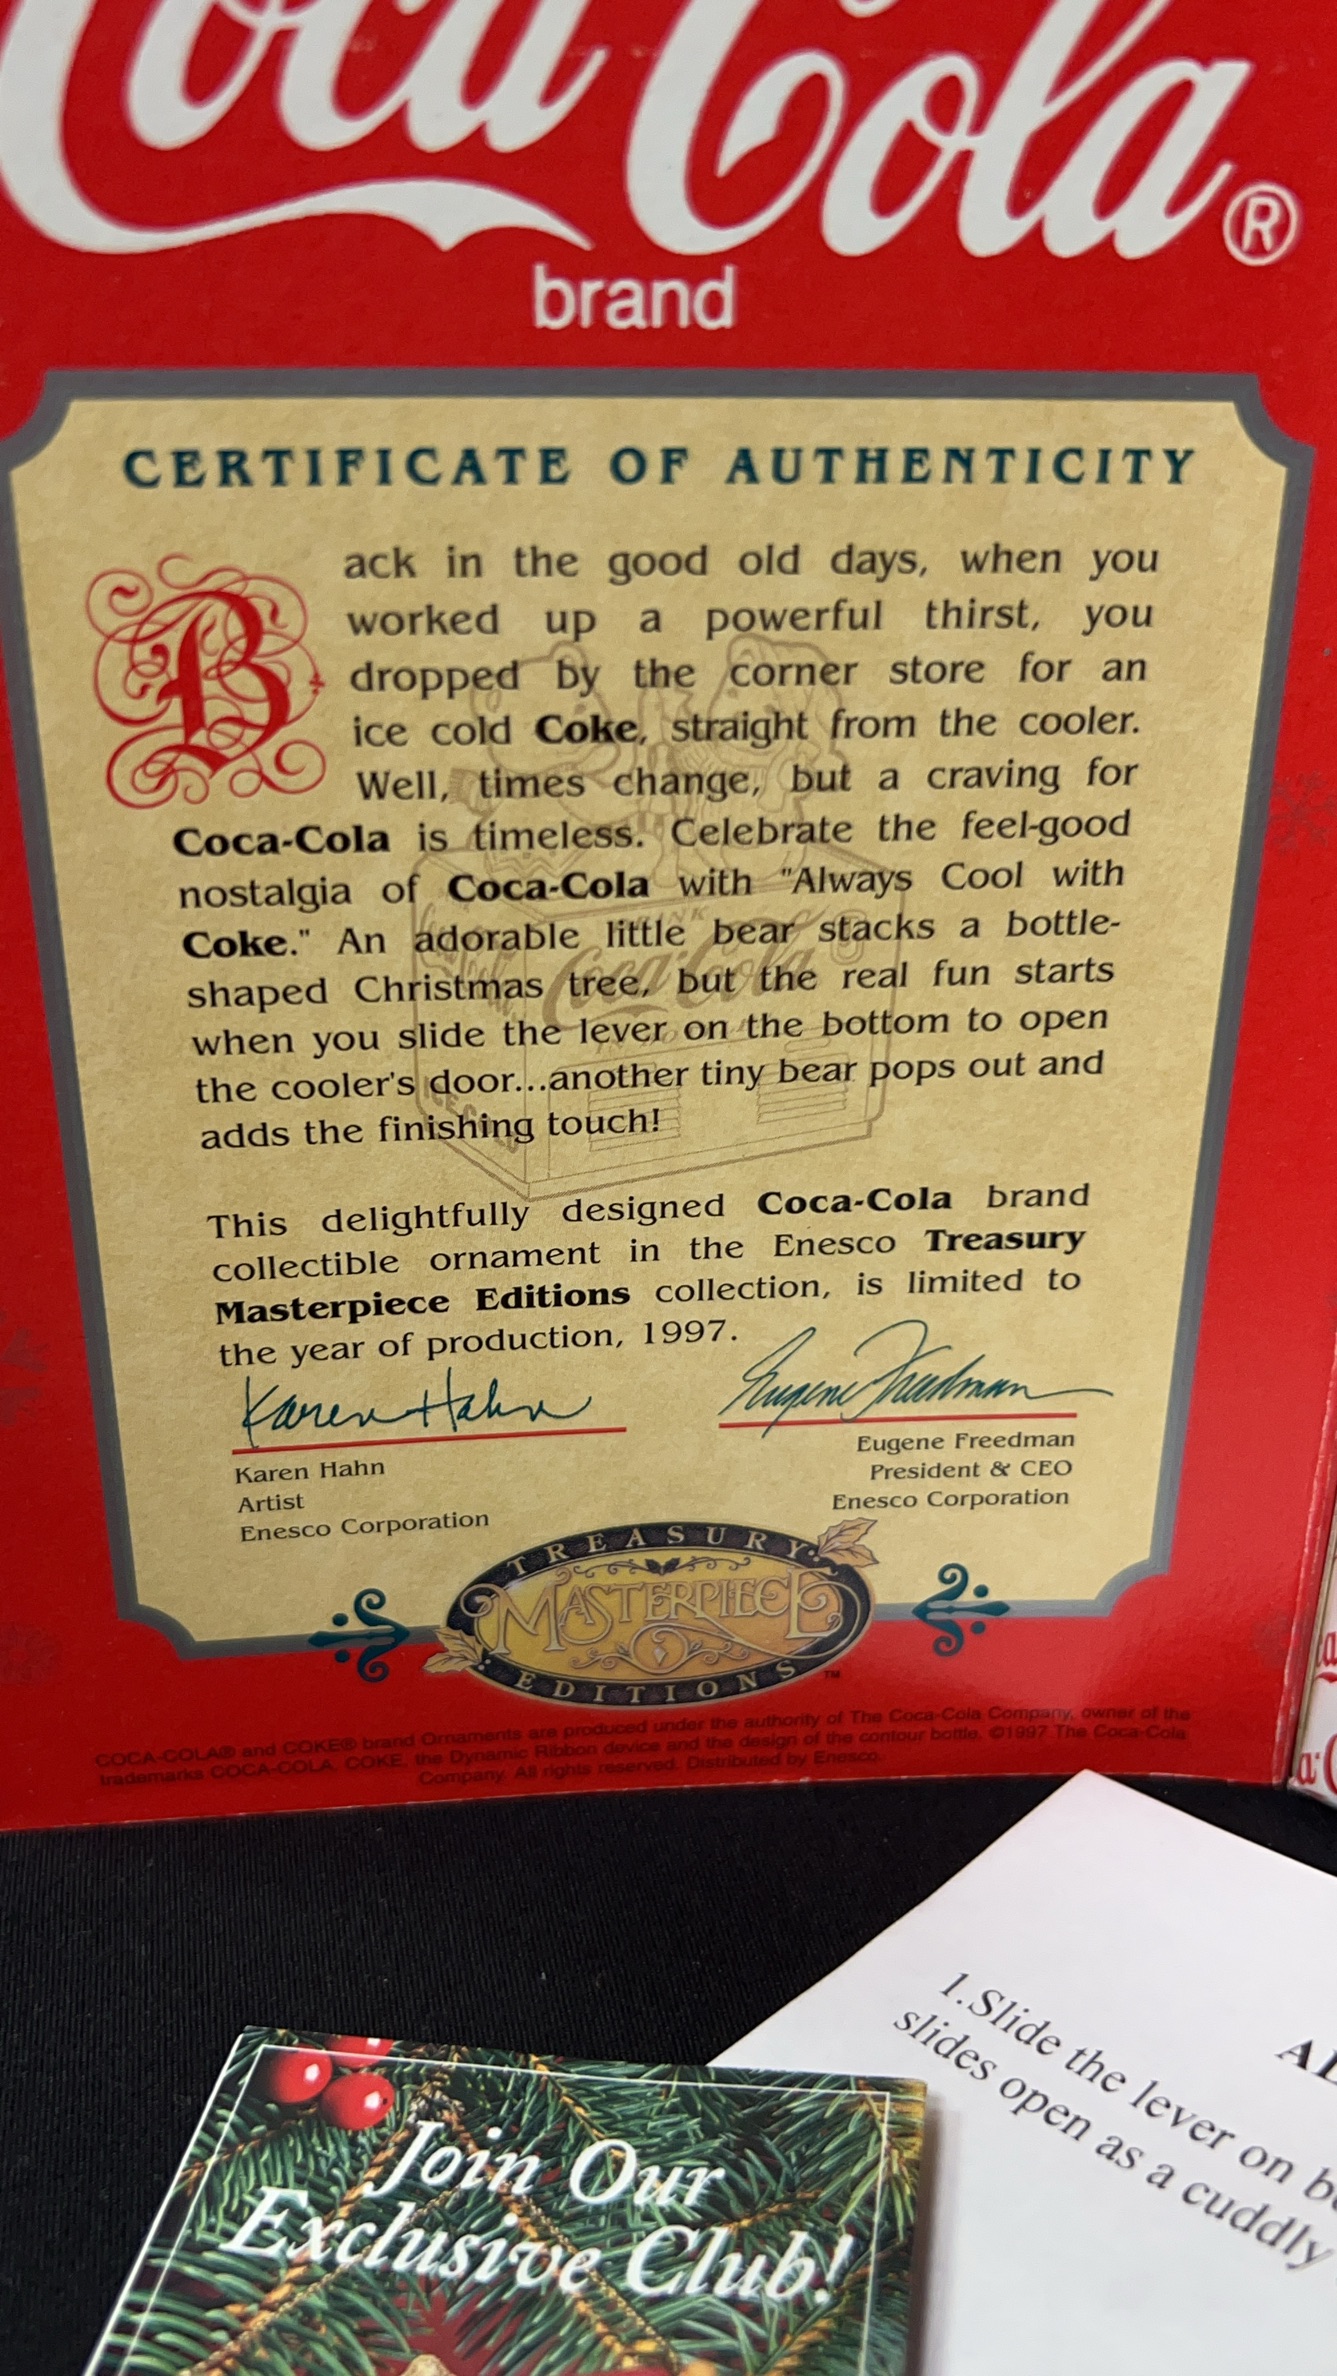 Coca-Cola®
brand
CERTIFICATE OF AUTHENTICITY
Back in the good old days, when you
worked up a powerful thirst, you
dropped by the corner store for an
ice cold Coke, straight from the cooler.
Well, times change, but a craving for
Coca-Cola is timeless. Celebrate the feel-good
nostalgia of Coca-Cola with "Always Cool with
Coke." An adorable little bear stacks a bottle-
shaped Christmas tree, but the real fun starts
when you slide the lever on the bottom to open
the cooler's door...another tiny bear pops out and
adds the finishing touch!
This delightfully designed Coca-Cola brand
collectible ornament in the Enesco Treasury
Masterpiece Editions collection, is limited to
the year of production, 1997.
Karen Hahn
Eugene Freedman
Karen Hahn
Artist
Enesco Corporation
Eugene Freedman
President & CEO
Enesco Corporation
TREASURY
MASTERPIECE
EDITIONS
™
COCA-COLA® and COKE® brand Ornaments are produced under the authority of The Coca-Cola Company, owner of the
trademarks COCA-COLA, COKE, the Dynamic Ribbon device and the design of the contour bottle. ©1997 The Coca-Cola
Company. All rights reserved. Distributed by Enesco.
1.Slide the lever on
slides open as a cuddly
Join Our
Exclusive Club!